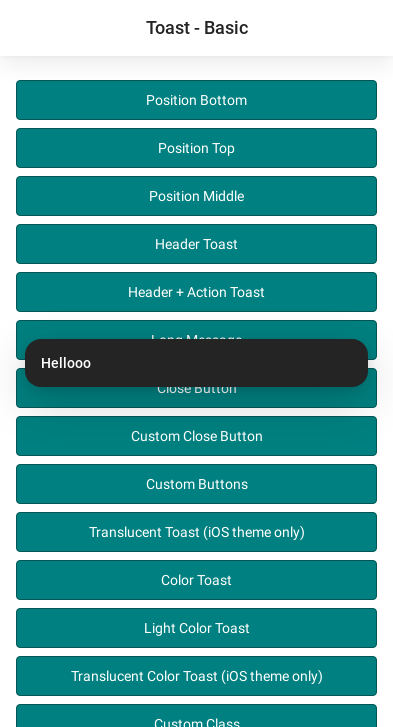 Toast - Basic
Position Bottom
Position Top
Position Middle
Header Toast
Header + Action Toast
Long Message
Hellooo
Close Button
Custom Close Button
Custom Buttons
Translucent Toast (iOS theme only)
Color Toast
Light Color Toast
Translucent Color Toast (iOS theme only)
Custom Class